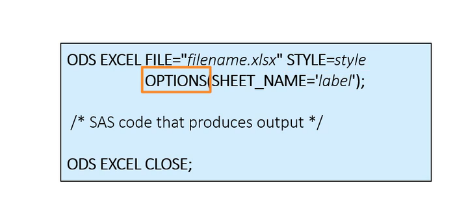 ODS EXCEL FILE="filename.xlsx" STYLE=style
OPTIONS(SHEET_NAME='label');
/* SAS code that produces output */
ODS EXCEL CLOSE;